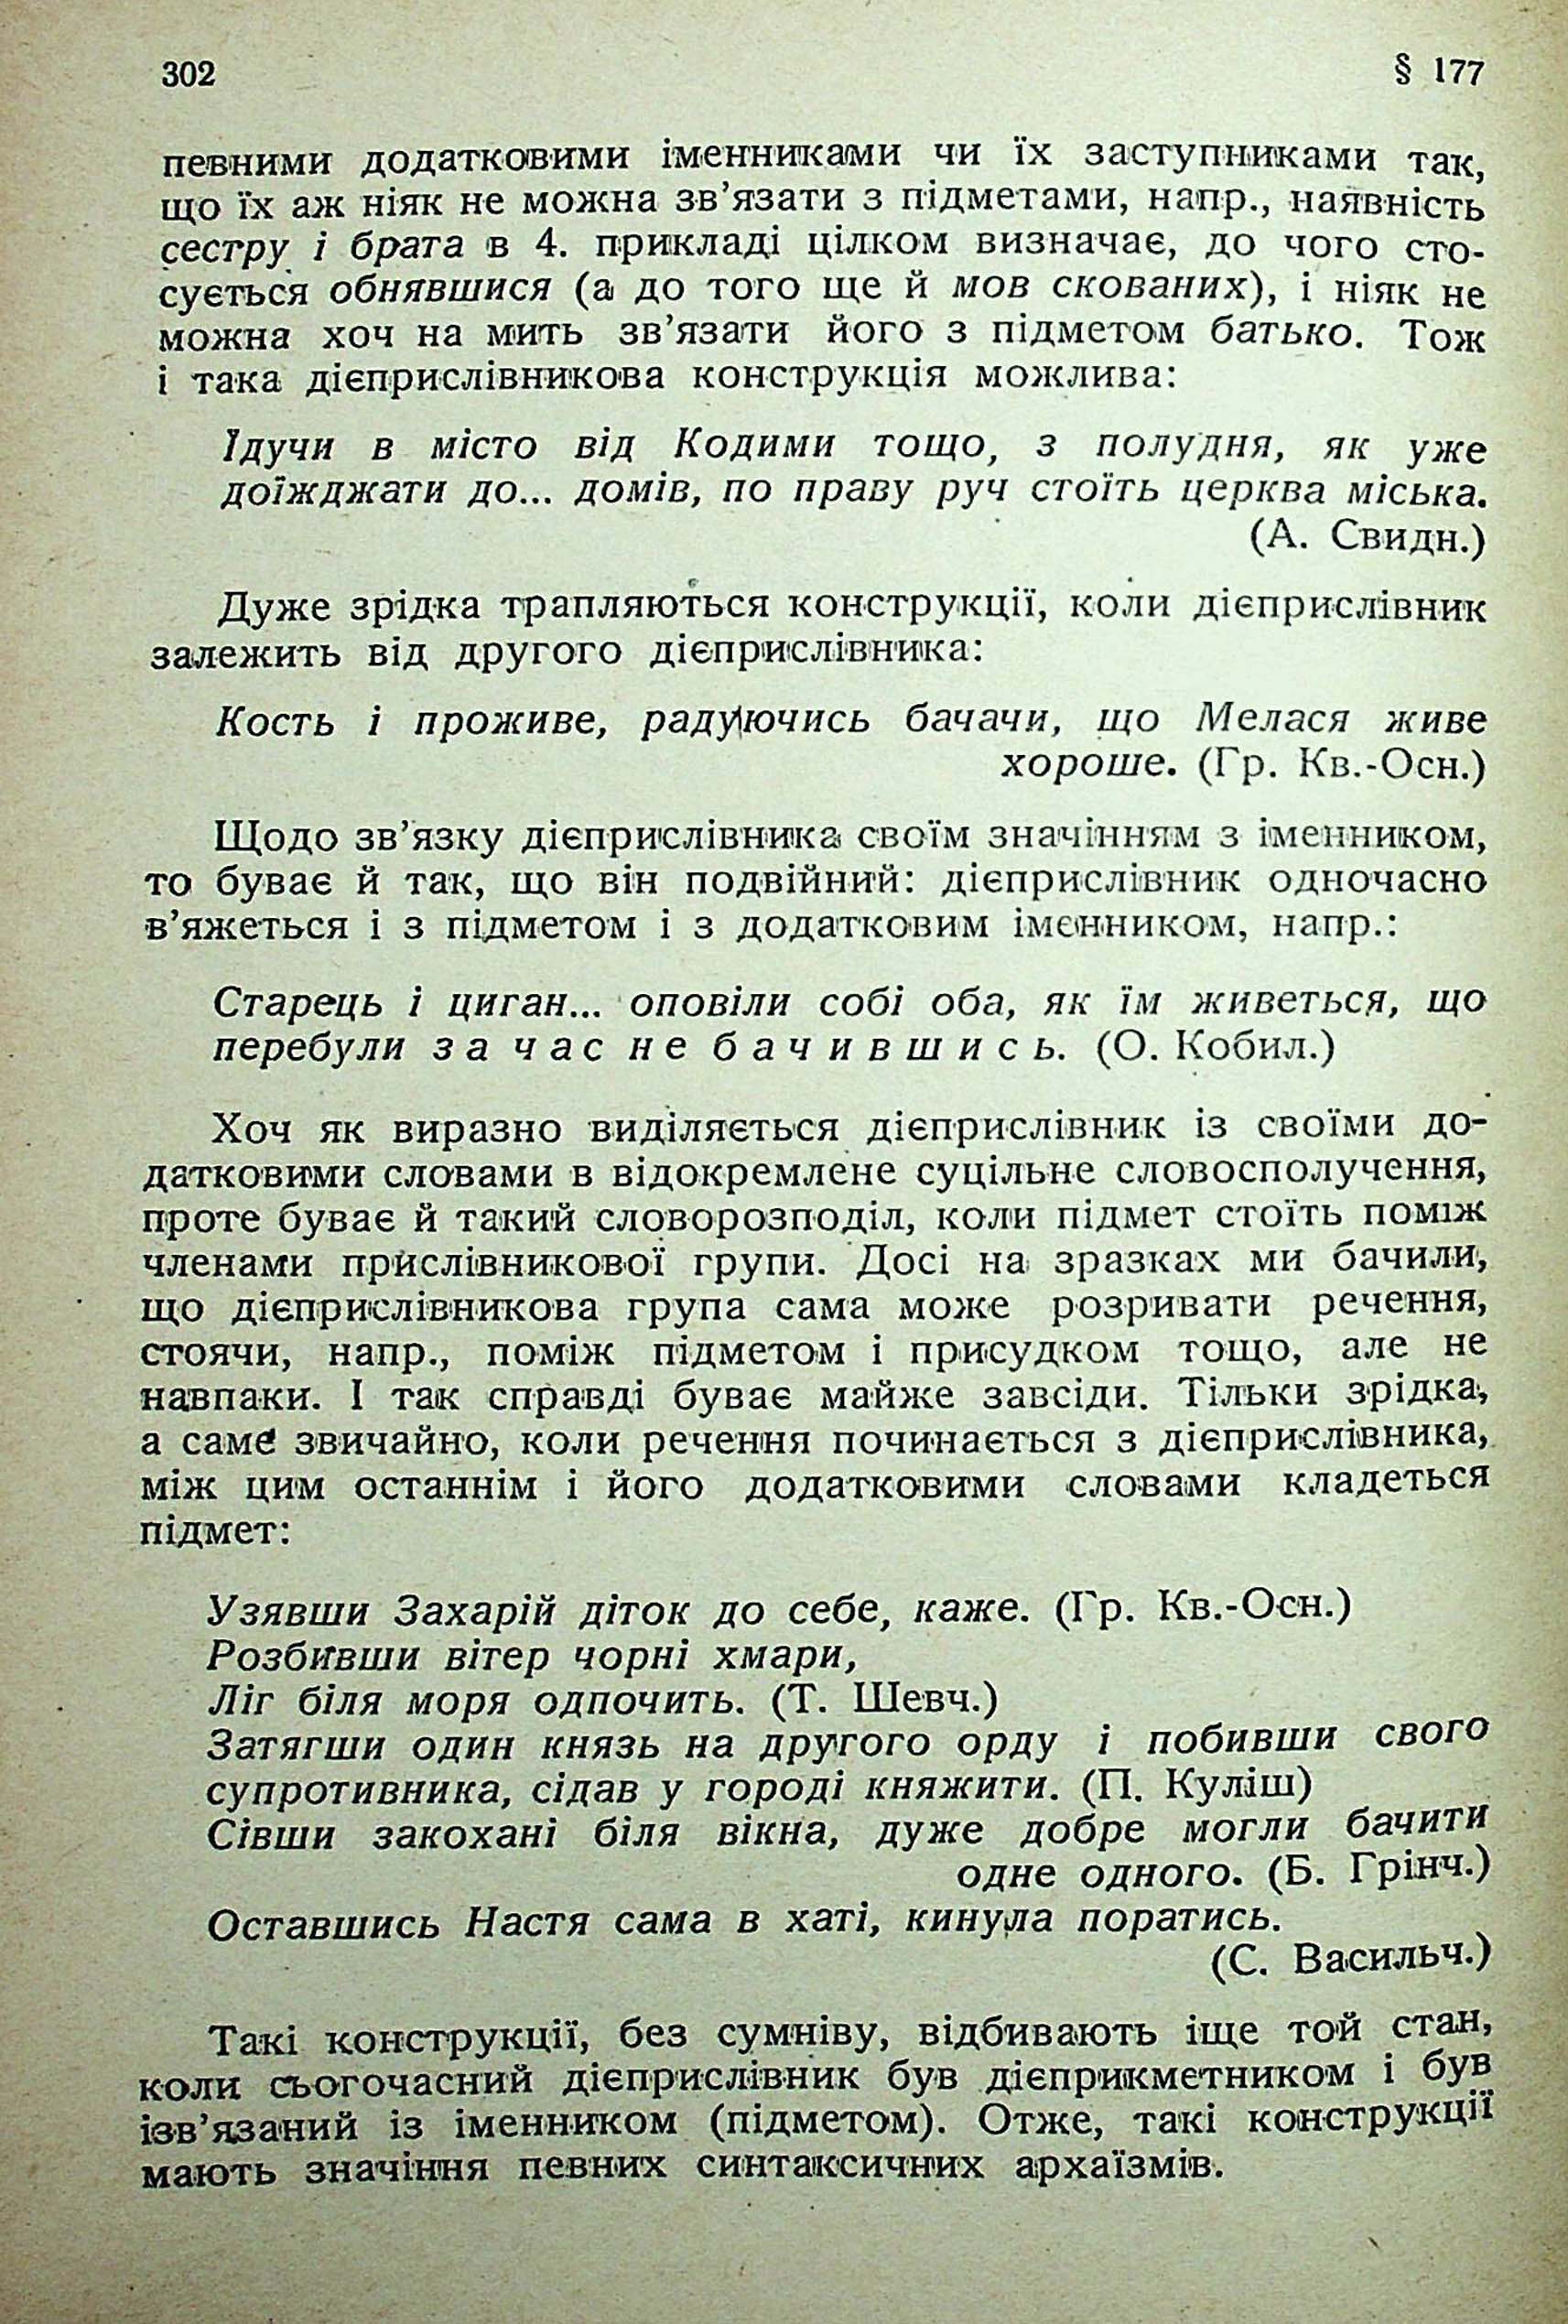 302 § 177
певними додатковими іменниками чи їх заступниками так,
що їх аж ніяк не можна зв’язати з підметами, напр., наявність
сестру і брата в 4. прикладі цілком визначає, до чого сто-
сується обнявшися (а до того ще й мов скованих), і ніяк не
можна хоч на мить зв’язати його з підметом батько. Тож
і така дієприслівникова конструкція можлива:
Їдучи в місто від Кодими тощо, з полудня, як уже
доїжджати до... домів, по праву руч стоїть церква міська.
(А. Свидн.)
Дуже зрідка трапляються конструкції, коли дієприслівник
залежить від другого дієприслівника:
Кость і проживе, радуючись бачачи, що Мелася живе
хороше. (Гр. Кв.-Осн.)
Щодо зв’язку дієприслівника своїм значінням з іменником,
то буває й так, що він подвійний: дієприслівник одночасно
в’яжеться і з підметом і з додатковим іменником, напр.:
Старець і циган... оповіли собі оба, як їм живеться, що
перебули за час не бачившись. (О. Кобил.)
Хоч як виразно виділяється дієприслівник із своїми до-
датковими словами в відокремлене суцільне словосполучення,
проте буває й такий словорозподіл, коли підмет стоїть поміж
членами прислівникової групи. Досі на зразках ми бачили,
що дієприслівникова група сама може розривати речення,
стоячи, напр., поміж підметом і присудком тощо, але не
навпаки. І так справді буває майже завсіди. Тільки зрідка,
а саме звичайно, коли речення починається з дієприслівника,
між цим останнім і його додатковими словами кладеться
підмет:
Узявши Захарій діток до себе, каже. (Гр. Кв.-Осн.)
Розбивши вітер чорні хмари,
Ліг біля моря одпочить. (Т. Шевч.)
Затягши один князь на другого орду і побивши свого
супротивника, сідав у городі княжити. (П. Куліш)
Сівши закохані біля вікна, дуже добре могли бачити
одне одного. (Б. Грінч.)
Оставшись Настя сама в хаті, кинула поратись.
(С. Васильч.)
Такі конструкції, без сумніву, відбивають іще той стан,
коли сьогочасний дієприслівник був дієприкметником і був
ізв’язаний із іменником (підметом). Отже, такі конструкції
мають значіння певних синтаксичних архаїзмів.